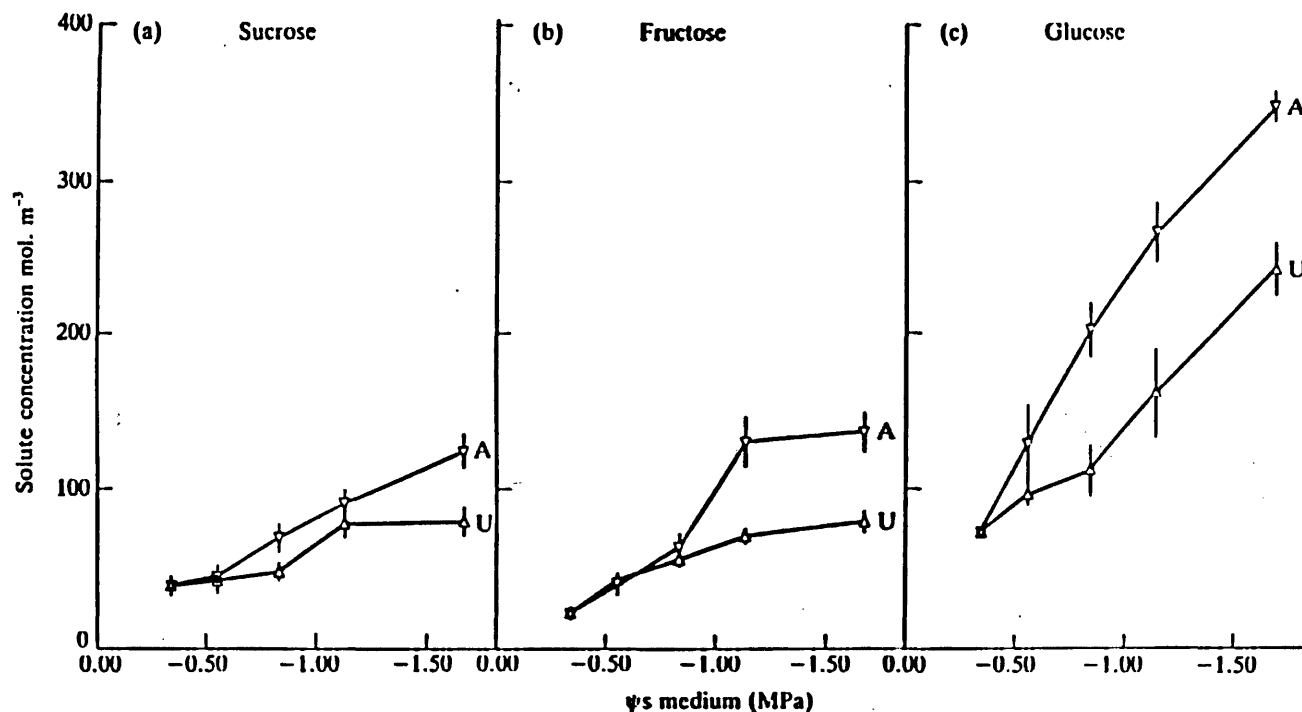 400 (a) Sucrose (b) Fructose (c) Glucose
A
300
U
200
A A
100
U U
0
0.00 −0.50 −1.00 −1.50 0.00 −0.50 −1.00 −1.50 0.00 −0.50 −1.00 −1.50
Solute concentration mol. m⁻³
ψs medium (MPa)